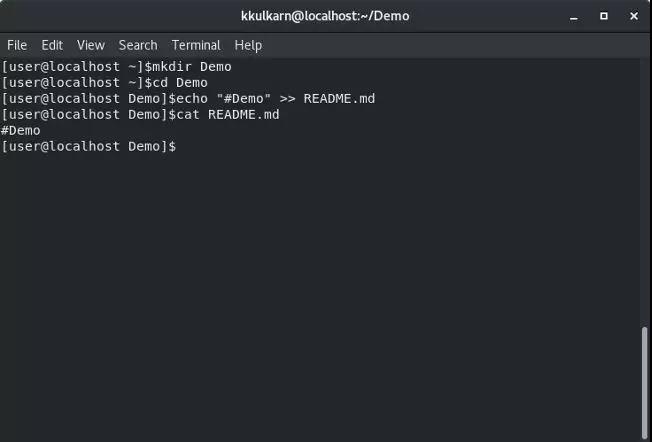 kkulkarn@localhost:~/Demo
File Edit View Search Terminal Help
[user@localhost ~]$mkdir Demo
[user@localhost ~]$cd Demo
[user@localhost Demo]$echo "#Demo" >> README.md
[user@localhost Demo]$cat README.md
#Demo
[user@localhost Demo]$